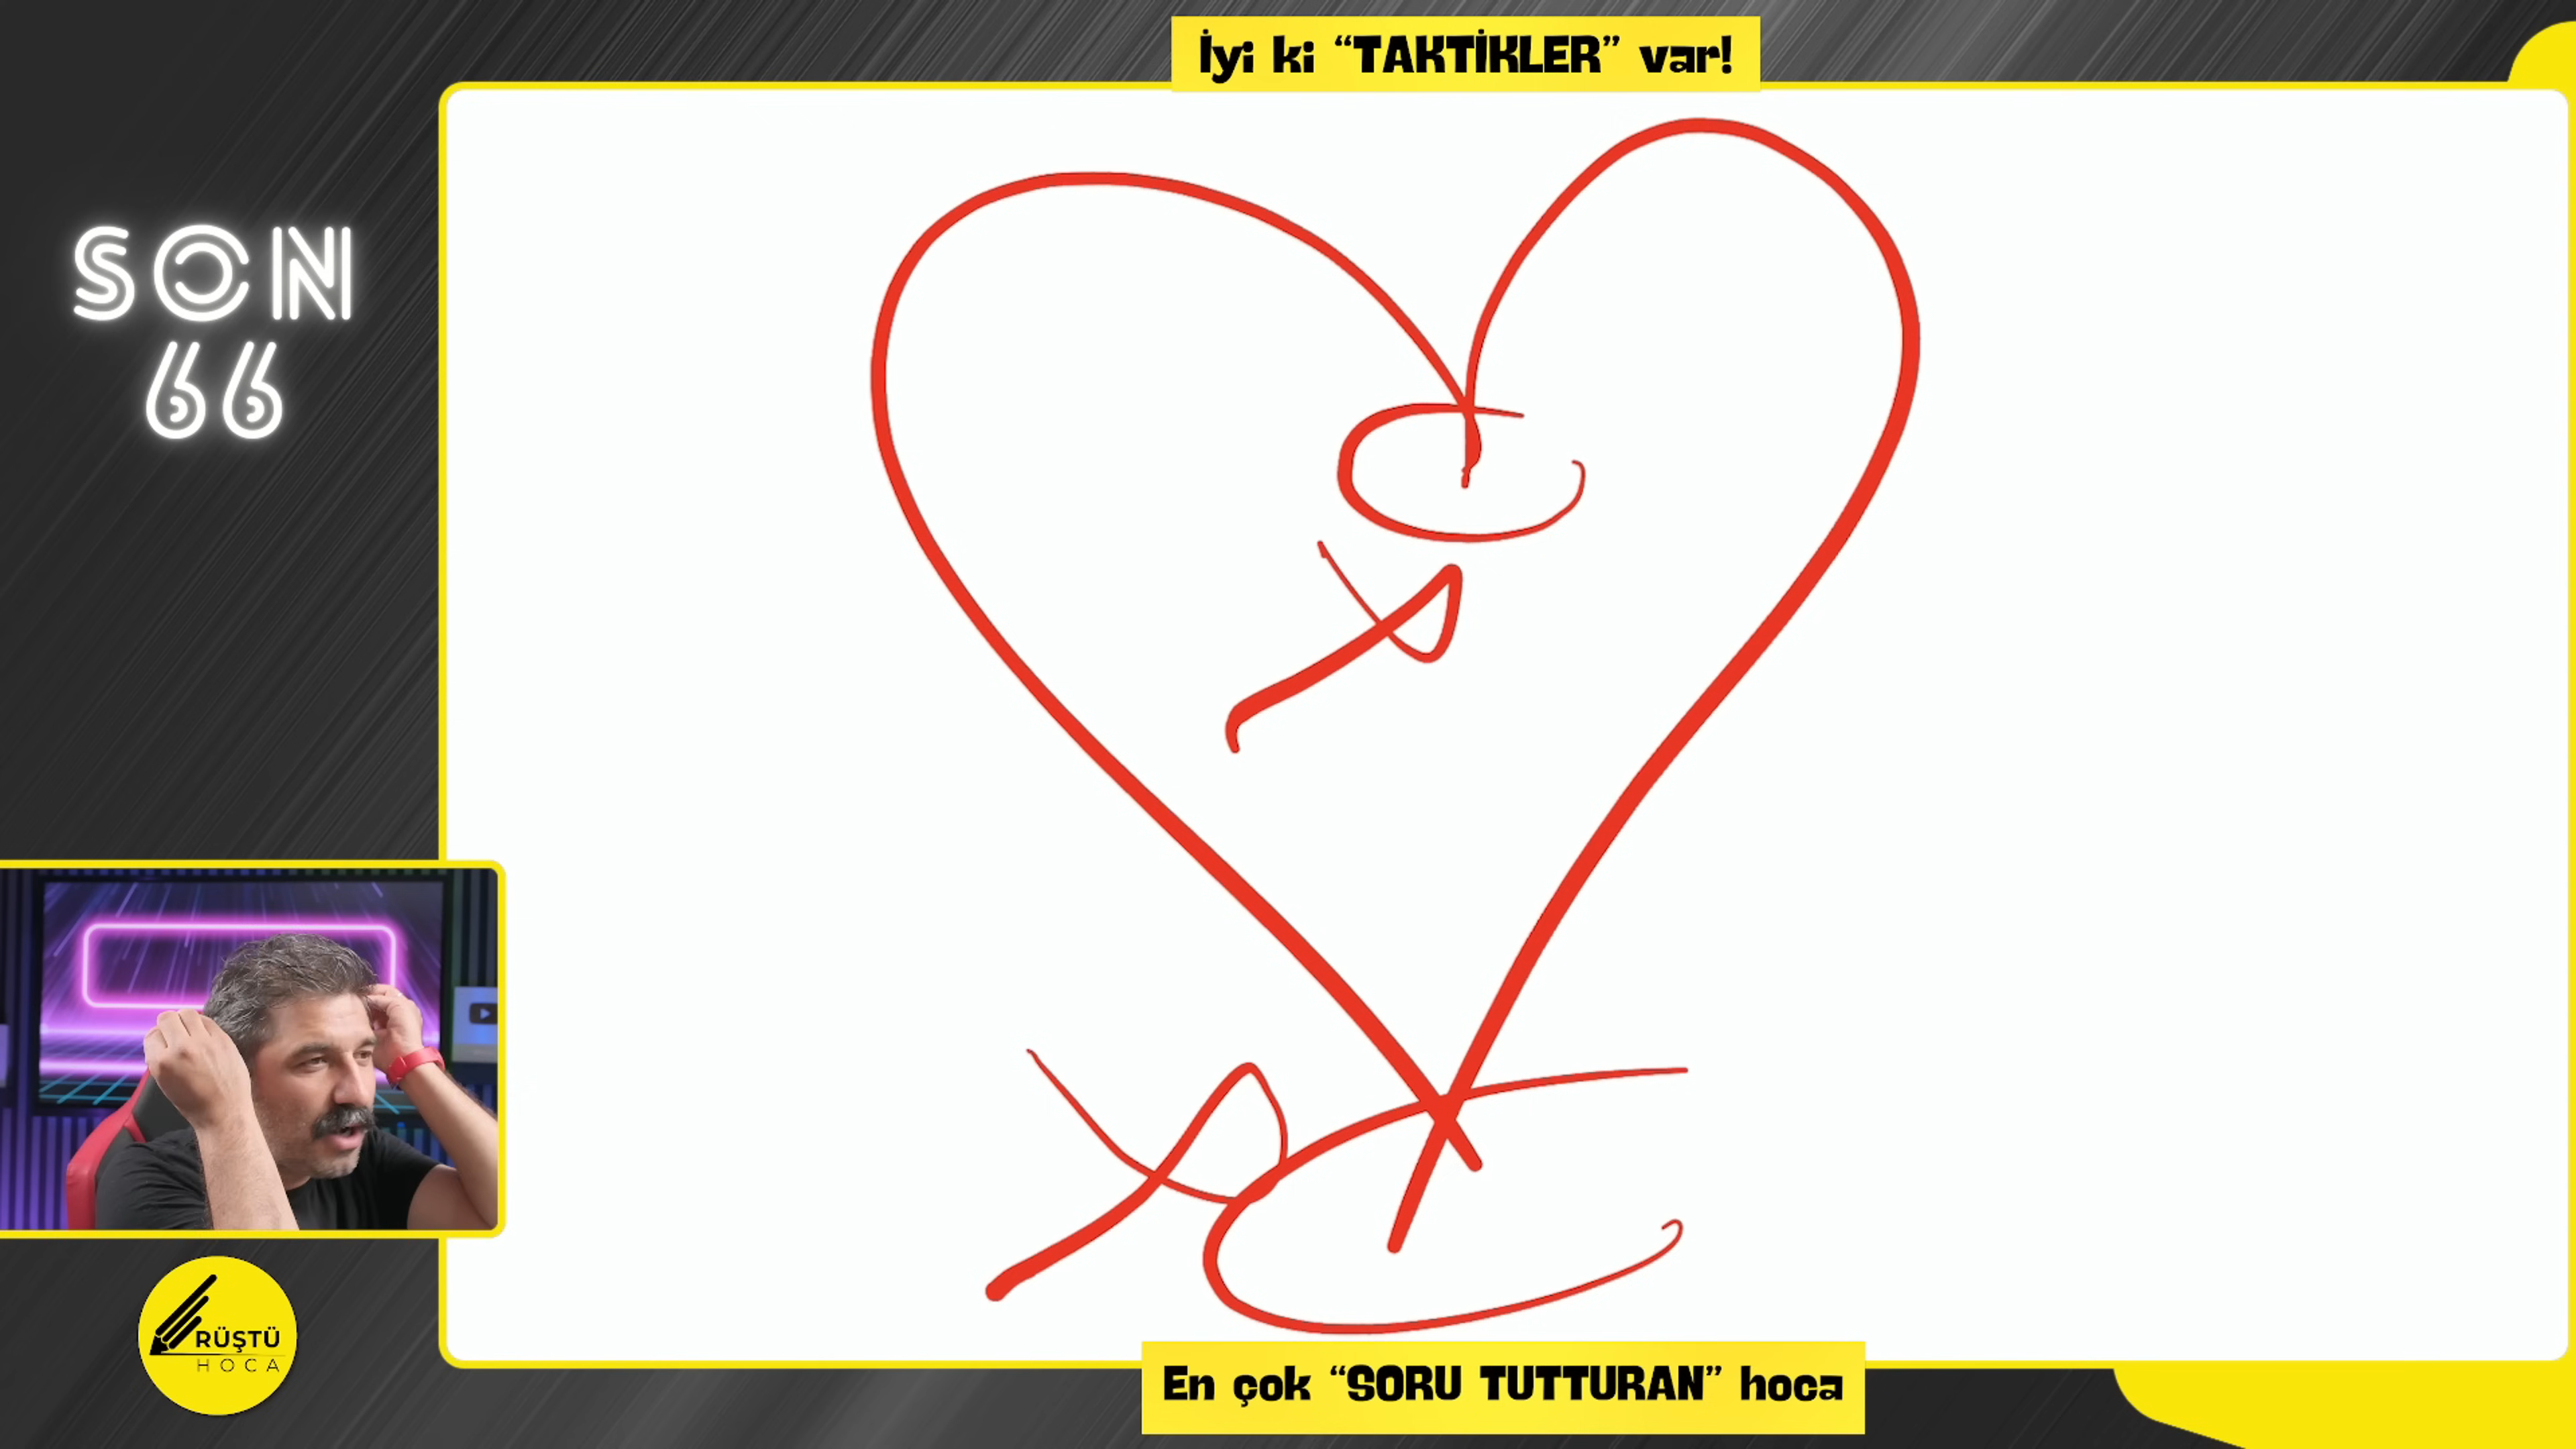 İyi ki “TAKTİKLER” var!
SON
66
RÜŞTÜ
HOCA
En çok “SORU TUTTURAN” hoca